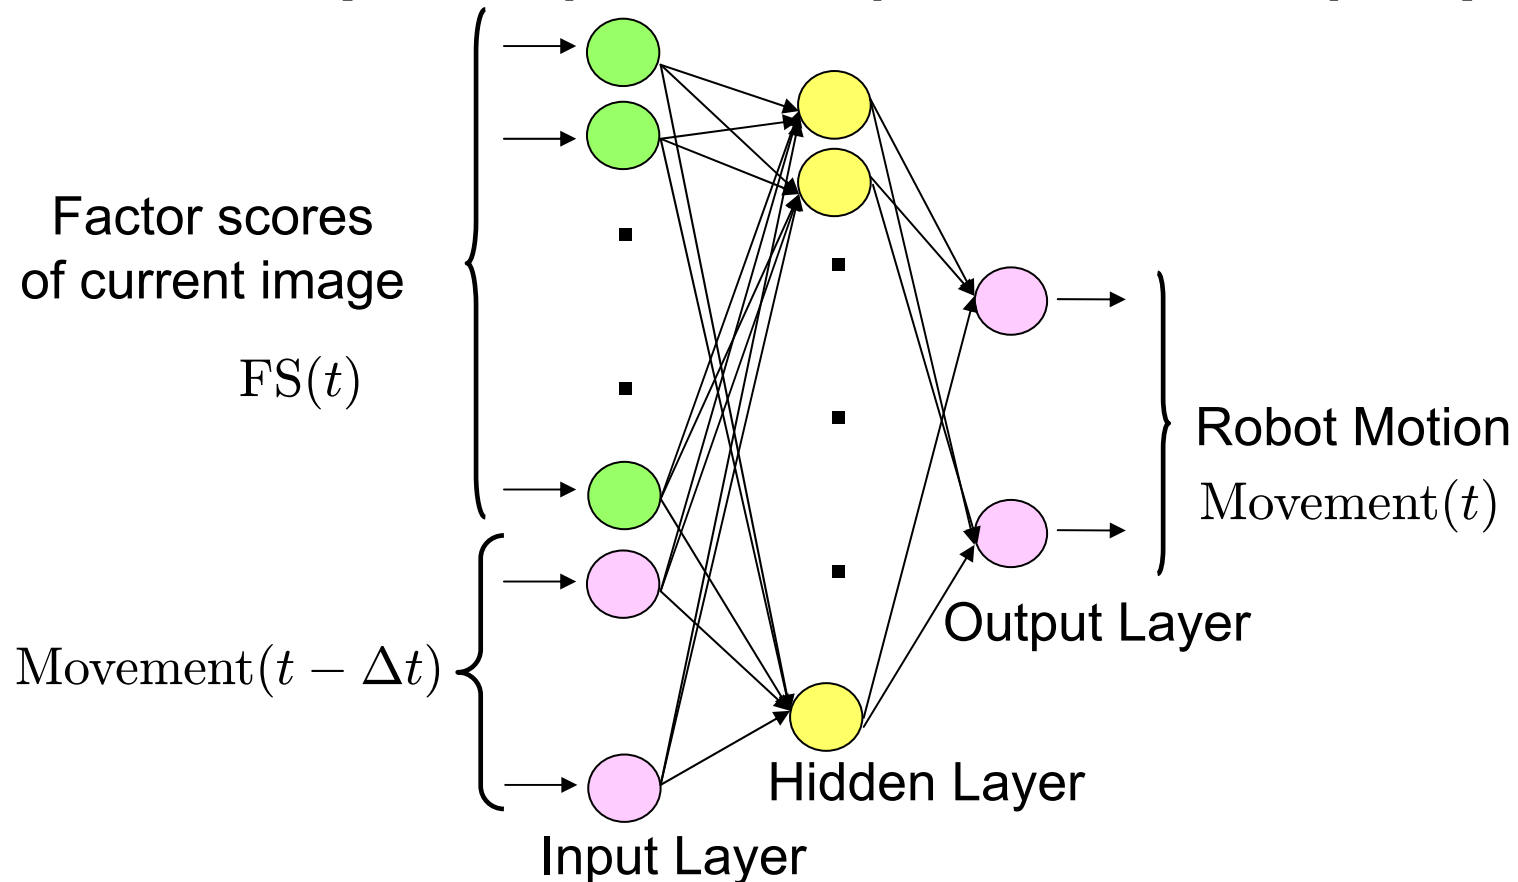 Factor scores
of current image
FS(t)
Movement(t − Δt)
Input Layer
Hidden Layer
Output Layer
Robot Motion
Movement(t)